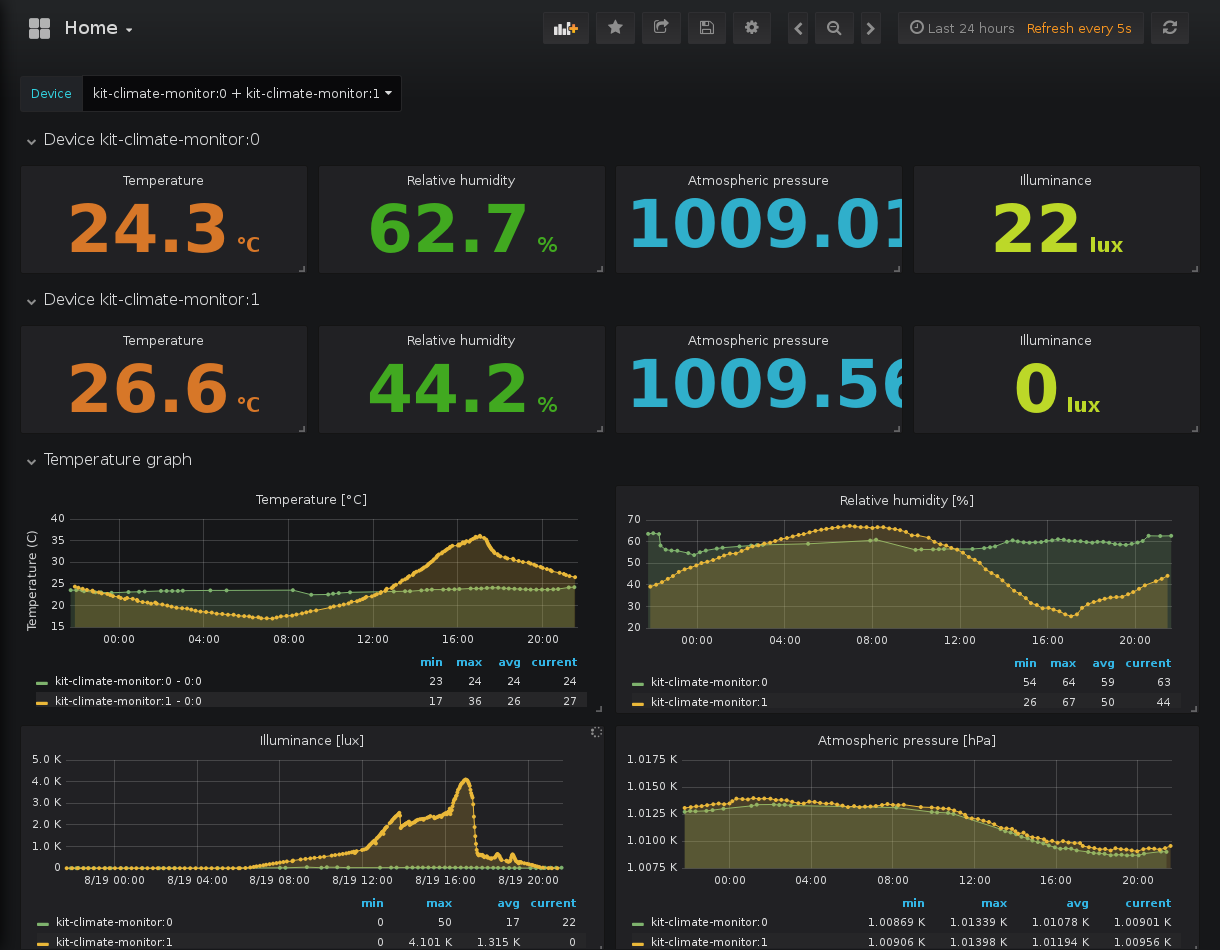 Home
Last 24 hours Refresh every 5s
Device kit-climate-monitor:0 + kit-climate-monitor:1
Device kit-climate-monitor:0
Temperature Relative humidity Atmospheric pressure Illuminance
24.3 °C 62.7 % 1009.01 22 lux
Device kit-climate-monitor:1
Temperature Relative humidity Atmospheric pressure Illuminance
26.6 °C 44.2 % 1009.56 0 lux
Temperature graph
Temperature [°C]
Temperature (C)
40
35
30
25
20
15
00:00 04:00 08:00 12:00 16:00 20:00
min max avg current
kit-climate-monitor:0 - 0:0 23 24 24 24
kit-climate-monitor:1 - 0:0 17 36 26 27
Relative humidity [%]
70
60
50
40
30
20
00:00 04:00 08:00 12:00 16:00 20:00
min max avg current
kit-climate-monitor:0 54 64 59 63
kit-climate-monitor:1 26 67 50 44
Illuminance [lux]
5.0 K
4.0 K
3.0 K
2.0 K
1.0 K
0
8/19 00:00 8/19 04:00 8/19 08:00 8/19 12:00 8/19 16:00 8/19 20:00
min max avg current
kit-climate-monitor:0 0 50 17 22
kit-climate-monitor:1 0 4.101 K 1.315 K 0
Atmospheric pressure [hPa]
1.0175 K
1.0150 K
1.0125 K
1.0100 K
1.0075 K
00:00 04:00 08:00 12:00 16:00 20:00
min max avg current
kit-climate-monitor:0 1.00869 K 1.01339 K 1.01078 K 1.00901 K
kit-climate-monitor:1 1.00906 K 1.01398 K 1.01194 K 1.00956 K